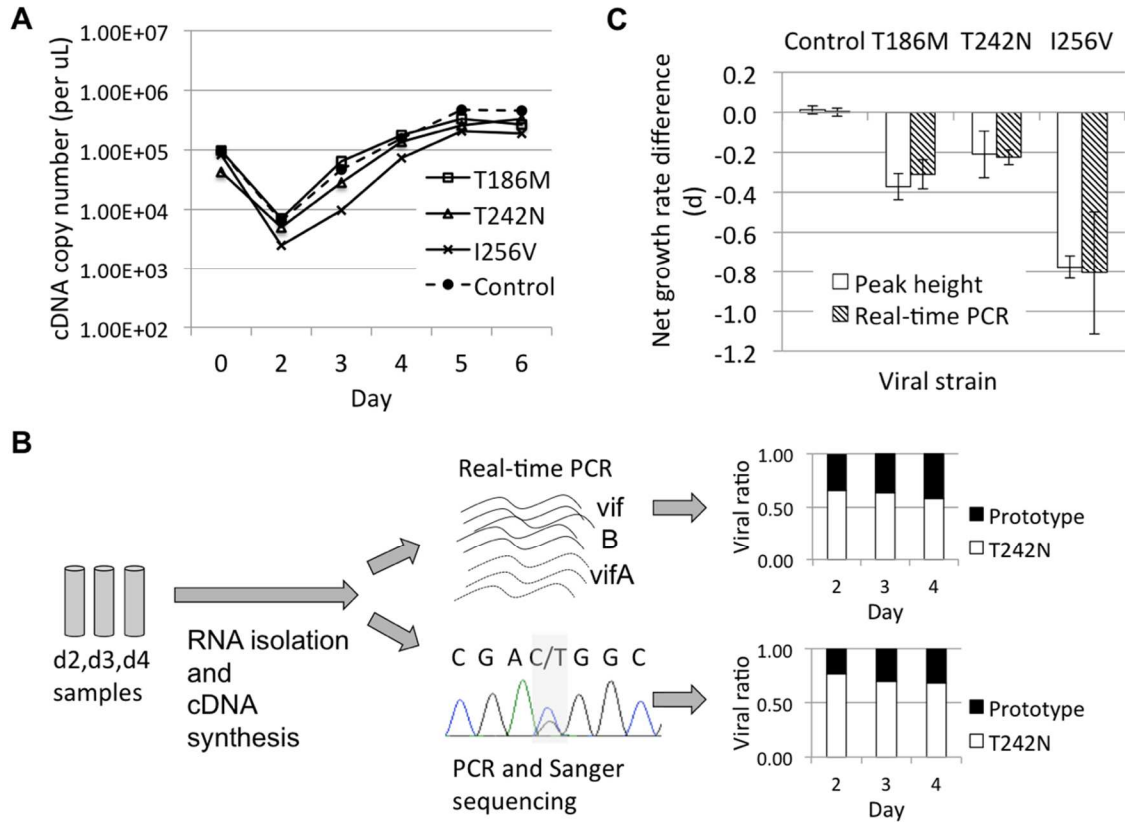 A
cDNA copy number (per uL)
1.00E+07
1.00E+06
1.00E+05
1.00E+04
1.00E+03
1.00E+02
T186M
T242N
I256V
Control
0 2 3 4 5 6
Day
C
Control T186M T242N I256V
Net growth rate difference
(d)
0.2
0.0
-0.2
-0.4
-0.6
-0.8
-1.0
-1.2
Peak height
Real-time PCR
Viral strain
B
d2,d3,d4
samples
RNA isolation
and
cDNA
synthesis
Real-time PCR
vif
B
vifA
C G A C/T G G C
PCR and Sanger
sequencing
Viral ratio
1.00
0.50
0.00
2 3 4
Day
Prototype
T242N
Viral ratio
1.00
0.50
0.00
2 3 4
Day
Prototype
T242N